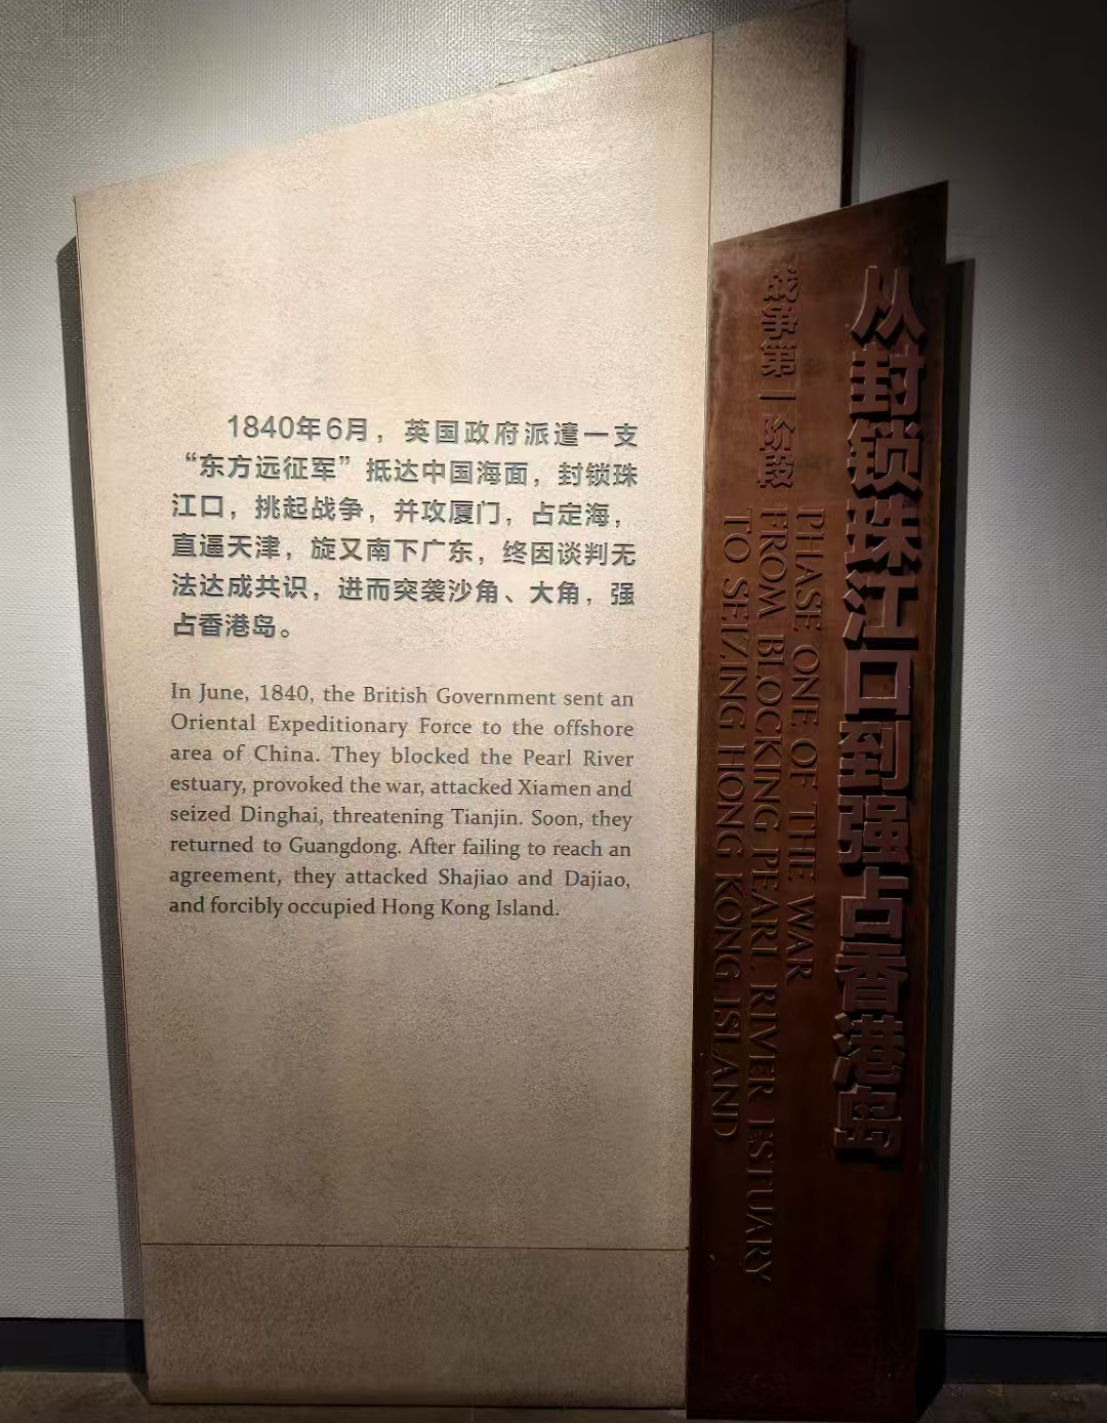 从封锁珠江口到强占香港岛
战争第一阶段
PHASE ONE OF THE WAR
FROM BLOCKING PEARL RIVER ESTUARY
TO SEIZING HONG KONG ISLAND
1840年6月，英国政府派遣一支
“东方远征军”抵达中国海面，封锁珠
江口，挑起战争，并攻厦门，占定海，
直逼天津，旋又南下广东，终因谈判无
法达成共识，进而突袭沙角、大角，强
占香港岛。
In June, 1840, the British Government sent an
Oriental Expeditionary Force to the offshore
area of China. They blocked the Pearl River
estuary, provoked the war, attacked Xiamen and
seized Dinghai, threatening Tianjin. Soon, they
returned to Guangdong. After failing to reach an
agreement, they attacked Shajiao and Dajiao,
and forcibly occupied Hong Kong Island.